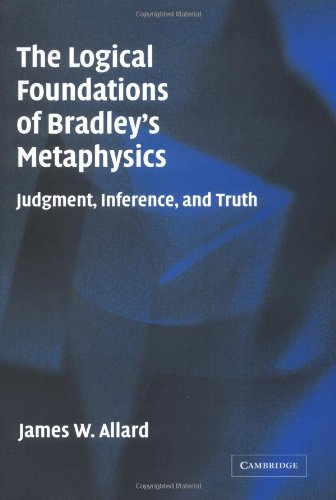 The Logical
Foundations
of Bradley's
Metaphysics
Judgment, Inference, and Truth
James W. Allard
CAMBRIDGE